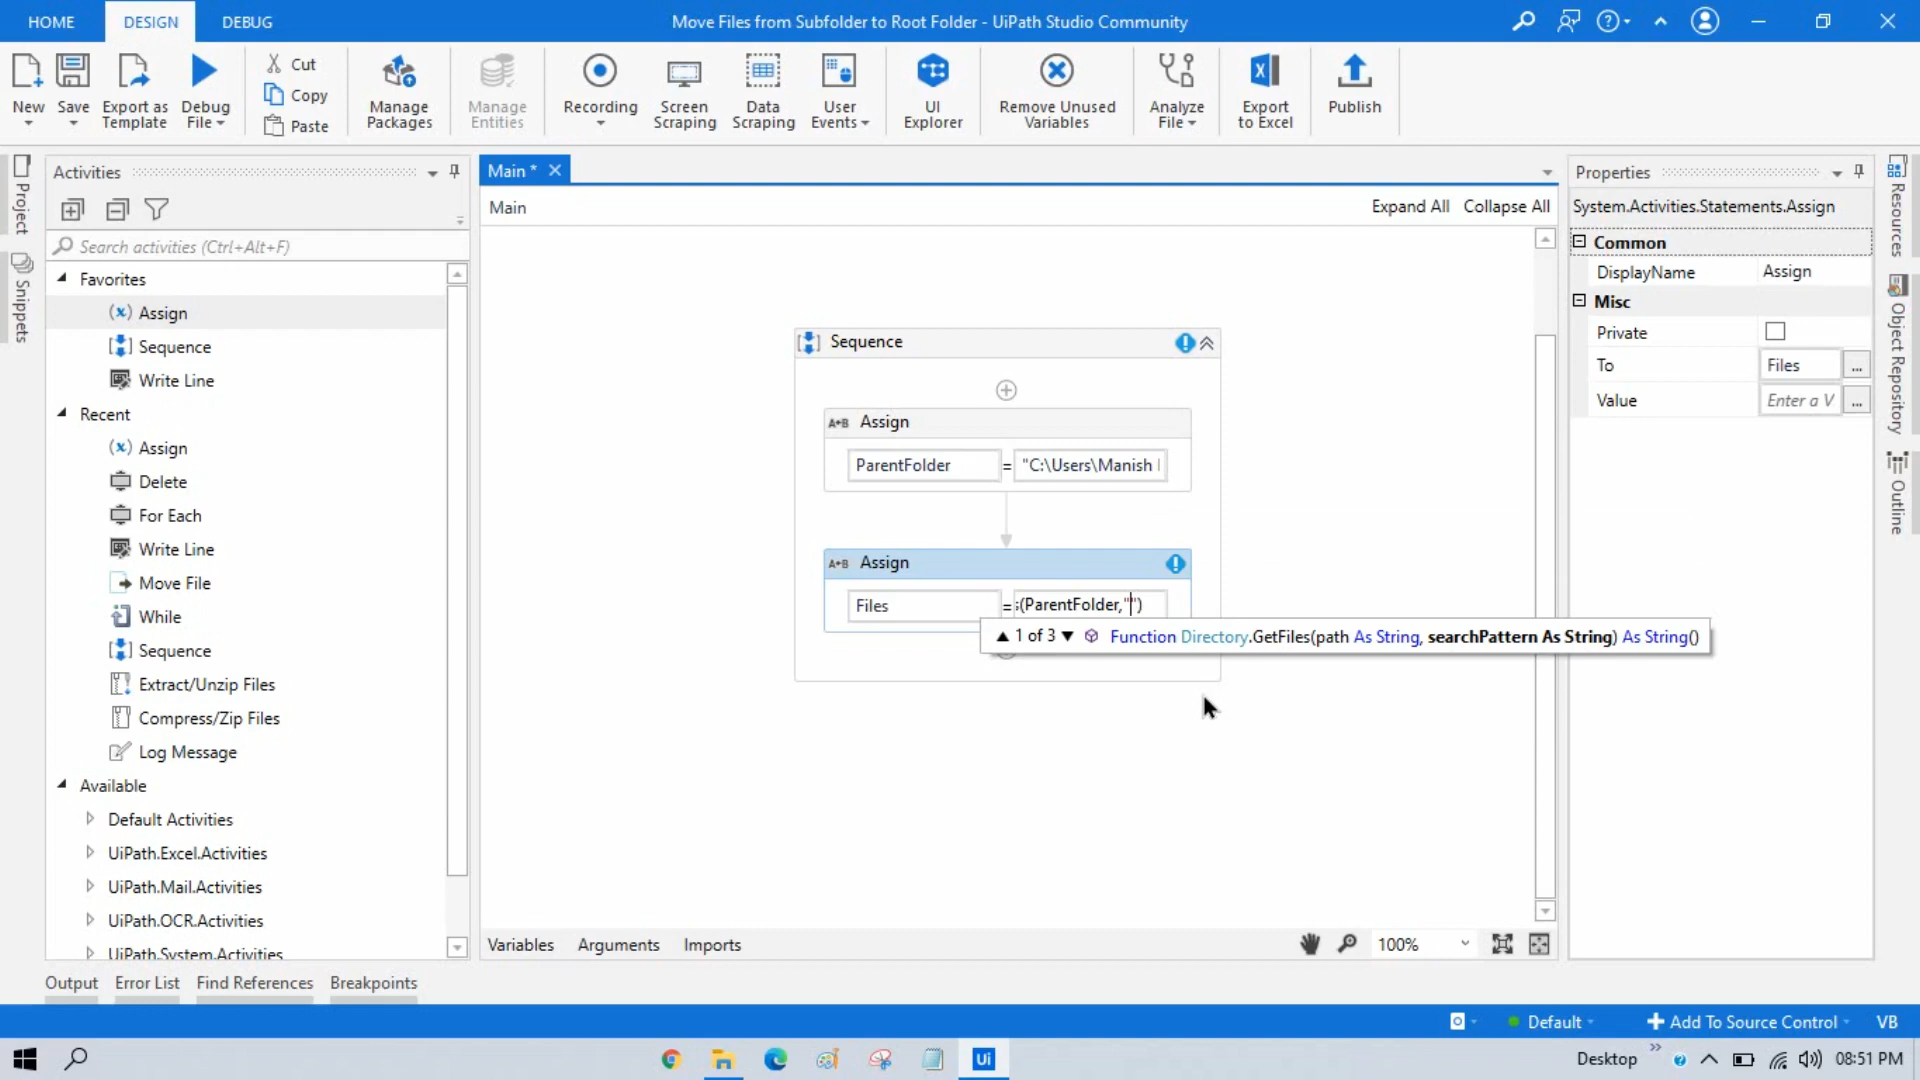 HOME DESIGN DEBUG Move Files from Subfolder to Root Folder - UiPath Studio Community
New Save Export as Template Debug File Cut Copy Paste Manage Packages Manage Entities Recording Screen Scraping Data Scraping User Events UI Explorer Remove Unused Variables Analyze File Export to Excel Publish
Project
Snippets
Activities
Search activities (Ctrl+Alt+F)
Favorites
Assign
Sequence
Write Line
Recent
Assign
Delete
For Each
Write Line
Move File
While
Sequence
Extract/Unzip Files
Compress/Zip Files
Log Message
Available
Default Activities
UiPath.Excel.Activities
UiPath.Mail.Activities
UiPath.OCR.Activities
UiPath.System.Activities
Main *
Main Expand All Collapse All
Sequence
A+B Assign
ParentFolder = "C:\Users\Manish
A+B Assign
Files = s(ParentFolder,"")
1 of 3 Function Directory.GetFiles(path As String, searchPattern As String) As String()
Variables Arguments Imports 100%
Properties
System.Activities.Statements.Assign
Common
DisplayName Assign
Misc
Private
To Files ...
Value Enter a V ...
Resources
Object Repository
Outline
Output Error List Find References Breakpoints
Default Add To Source Control VB
Ui Desktop 08:51 PM